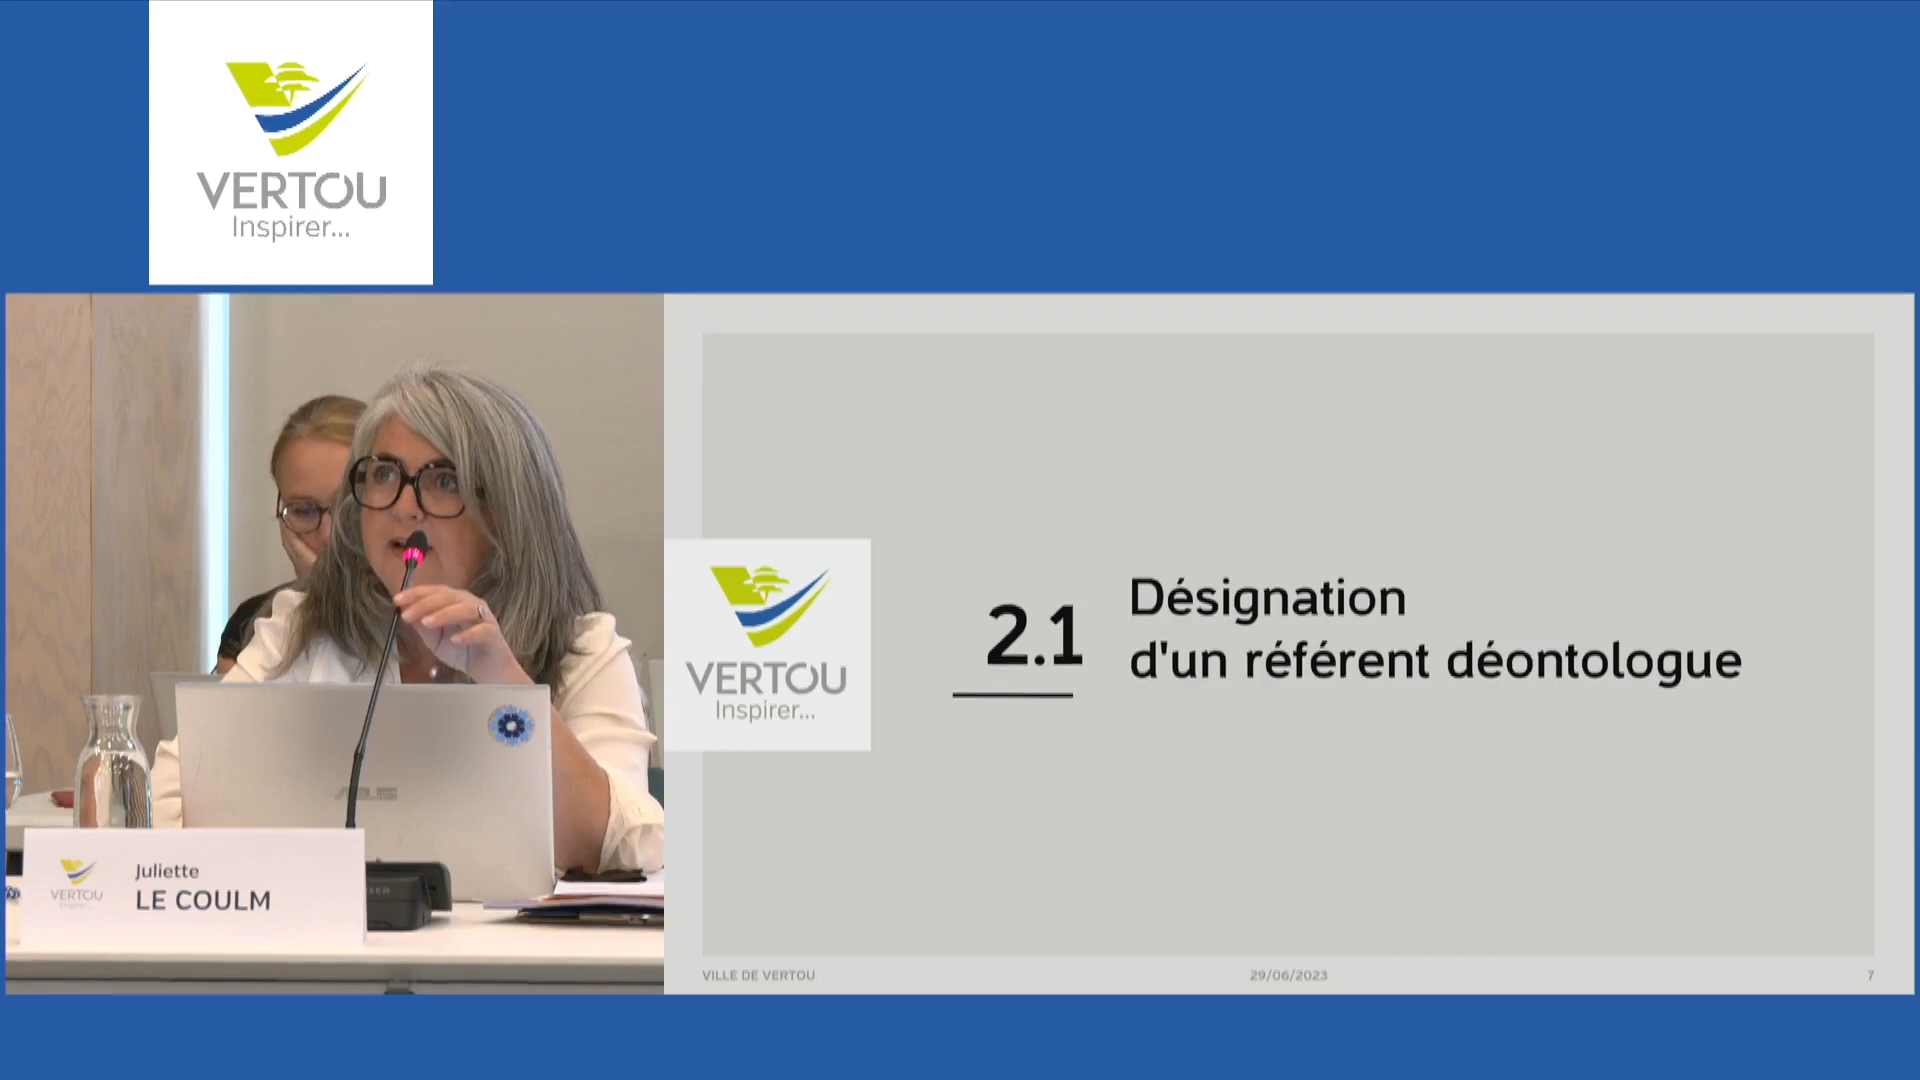 VERTOU
Inspirer...
VERTOU
Inspirer...
2.1
Désignation
d'un référent déontologue
ASUS
Juliette
LE COULM
VERTOU
VILLE DE VERTOU
29/06/2023
7